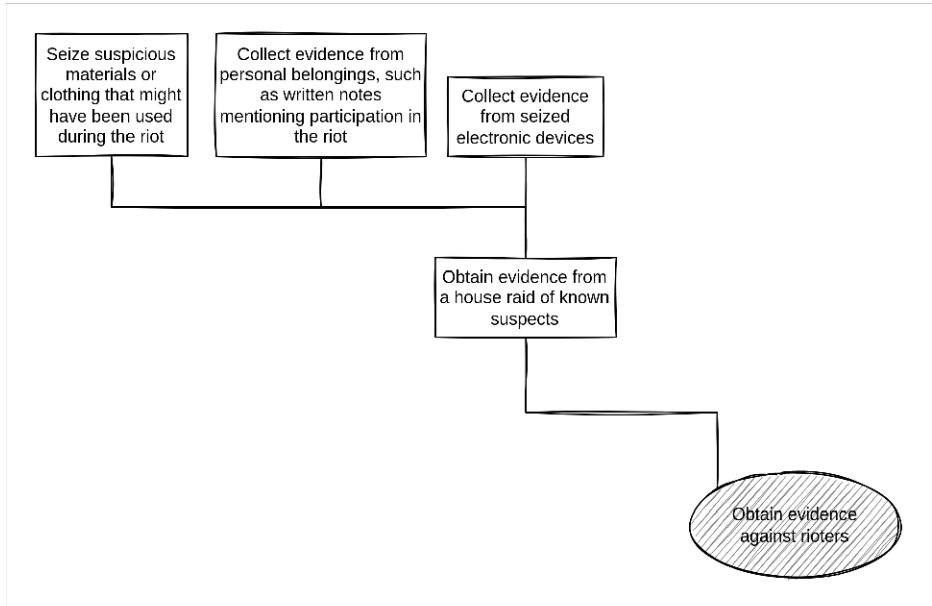 Seize suspicious
materials or
clothing that might
have been used
during the riot
Collect evidence from
personal belongings, such
as written notes
mentioning participation in
the riot
Collect evidence
from seized
electronic devices
Obtain evidence from
a house raid of known
suspects
Obtain evidence
against rioters